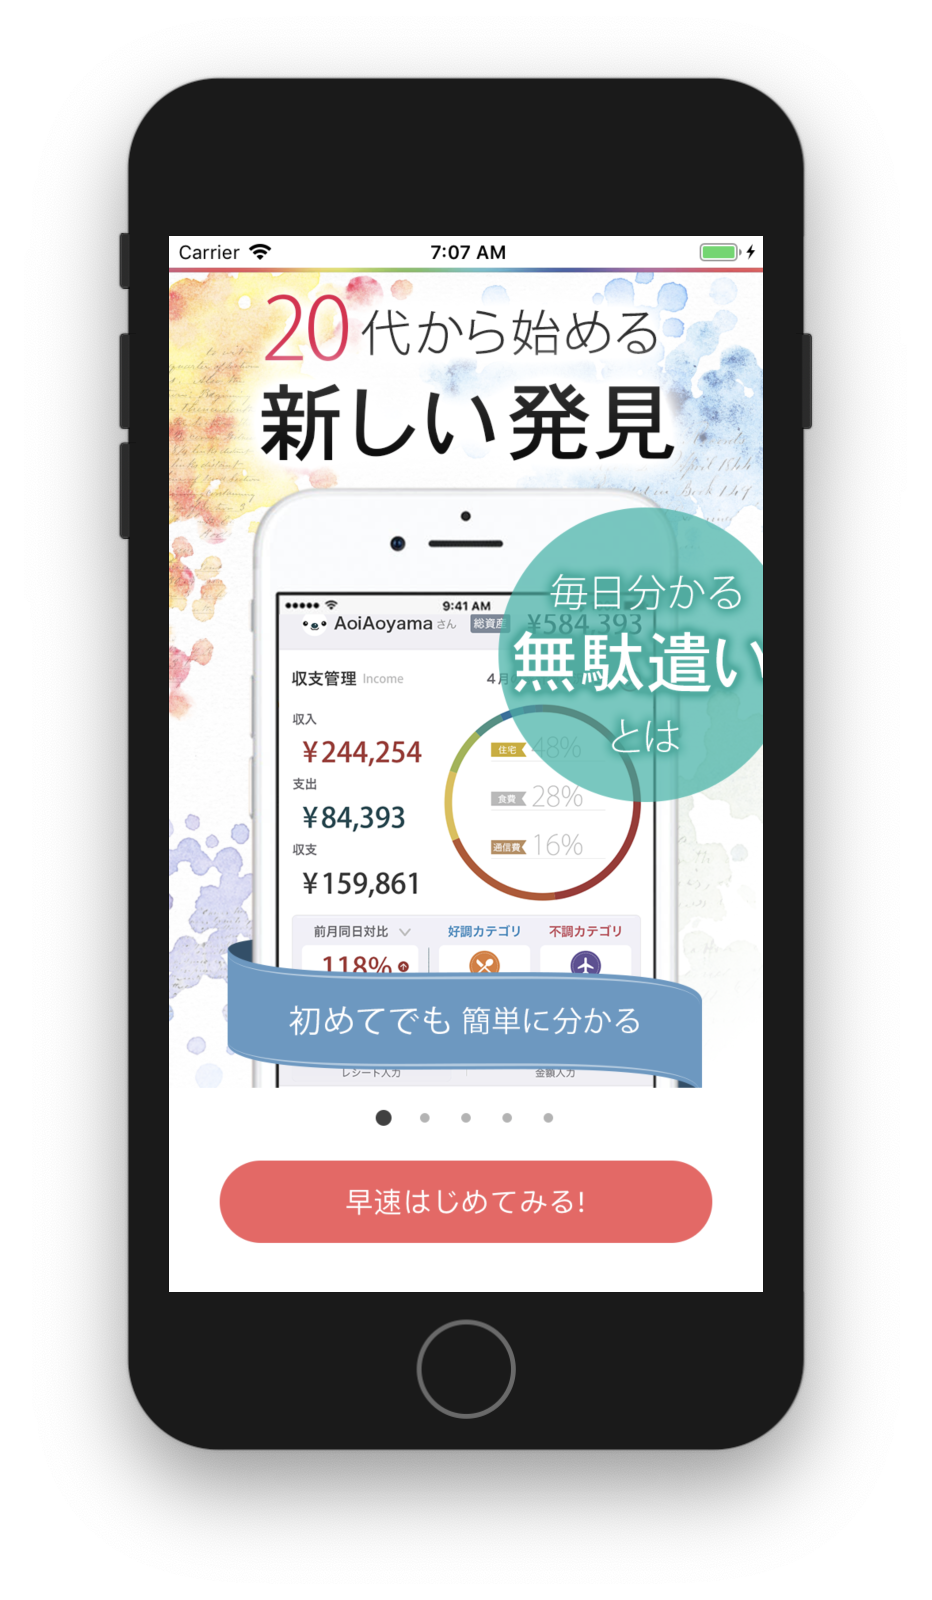 Carrier 7:07 AM
20代から始める
新しい発見
毎日分かる
無駄遣い
とは
9:41 AM
AoiAoyama さん 総資産 ¥584,393
収支管理 Income 4月
収入
¥244,254
支出
¥84,393
収支
¥159,861
住宅 48%
食費 28%
通信費 16%
前月同日対比 好調カテゴリ 不調カテゴリ
118%
初めてでも 簡単に分かる
レシート入力 金額入力
早速はじめてみる!